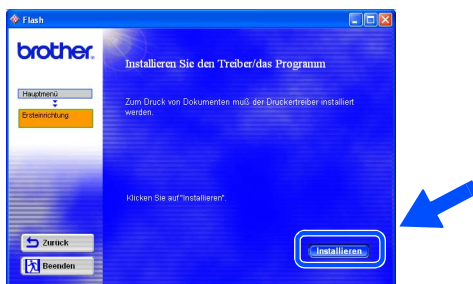 Flash
brother.
Installieren Sie den Treiber/das Programm
Hauptmenü
Ersteinrichtung
Zum Druck von Dokumenten muß der Druckertreiber installiert
werden.
Klicken Sie auf "Installieren".
Zurück
Beenden
Installieren